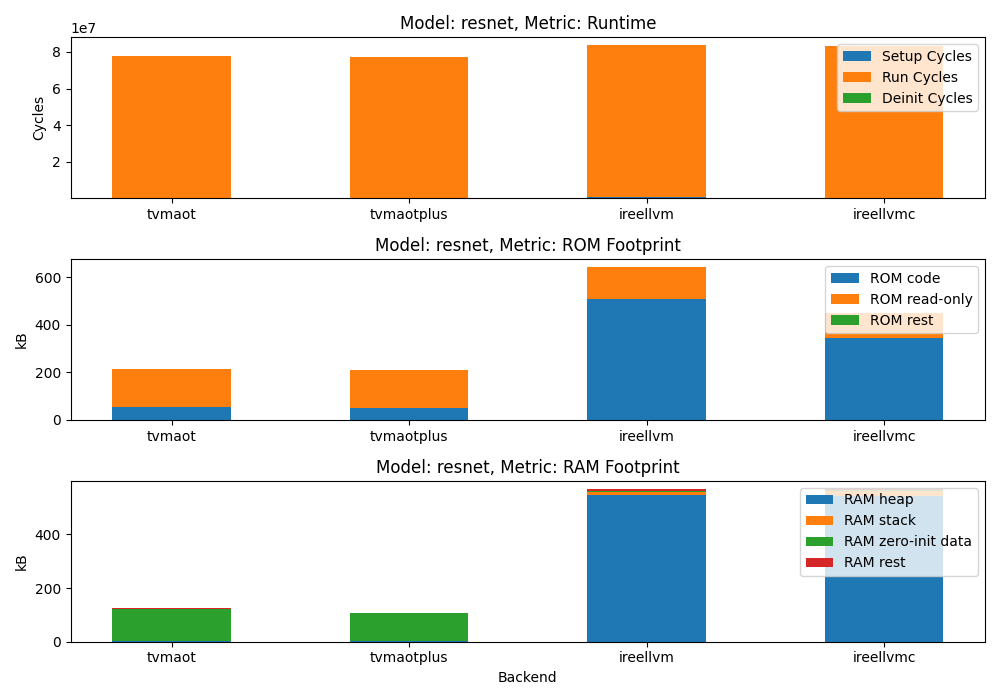 Model: resnet, Metric: Runtime
1e7
Cycles
8
6
4
2
Setup Cycles
Run Cycles
Deinit Cycles
tvmaot tvmaotplus ireellvm ireellvmc
Model: resnet, Metric: ROM Footprint
kB
600
400
200
0
ROM code
ROM read-only
ROM rest
tvmaot tvmaotplus ireellvm ireellvmc
Model: resnet, Metric: RAM Footprint
kB
400
200
0
RAM heap
RAM stack
RAM zero-init data
RAM rest
tvmaot tvmaotplus ireellvm ireellvmc
Backend